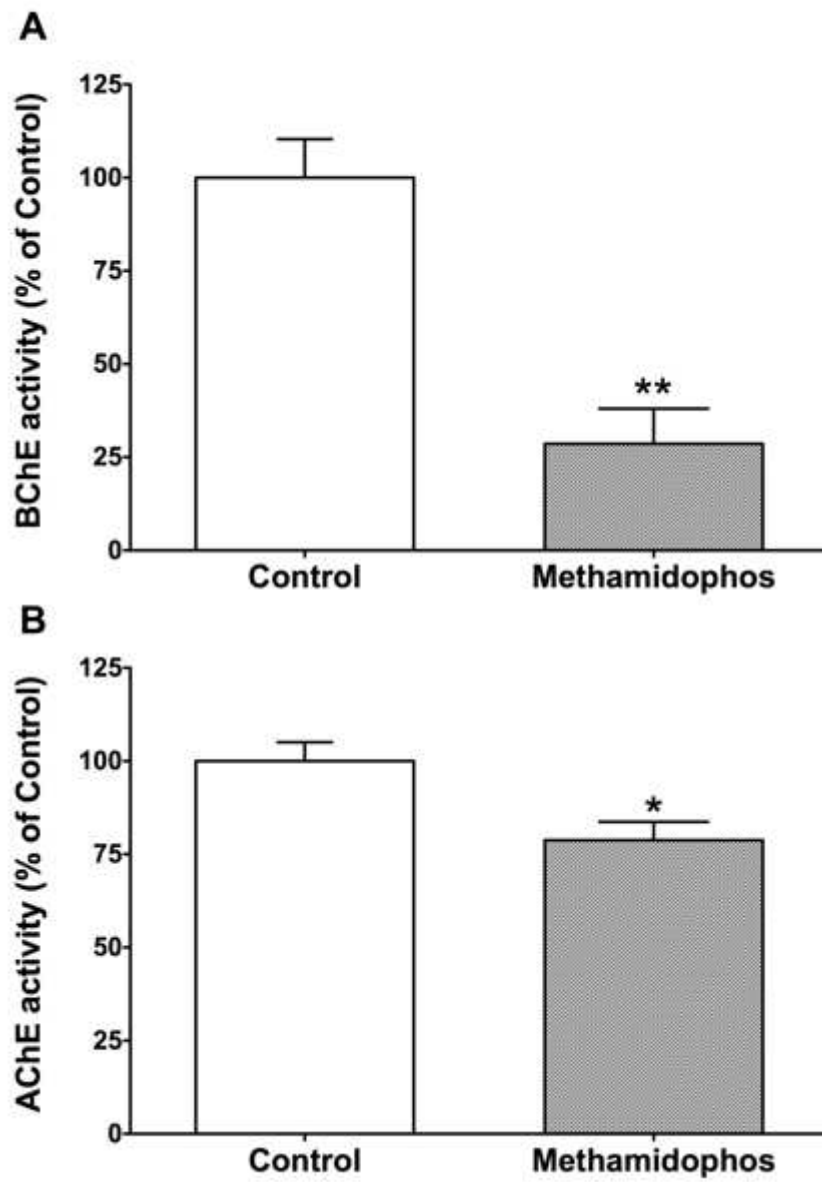 A
BChE activity (% of Control)
125
100
75
50
25
0
**
Control Methamidophos
B
AChE activity (% of Control)
125
100
75
50
25
0
*
Control Methamidophos